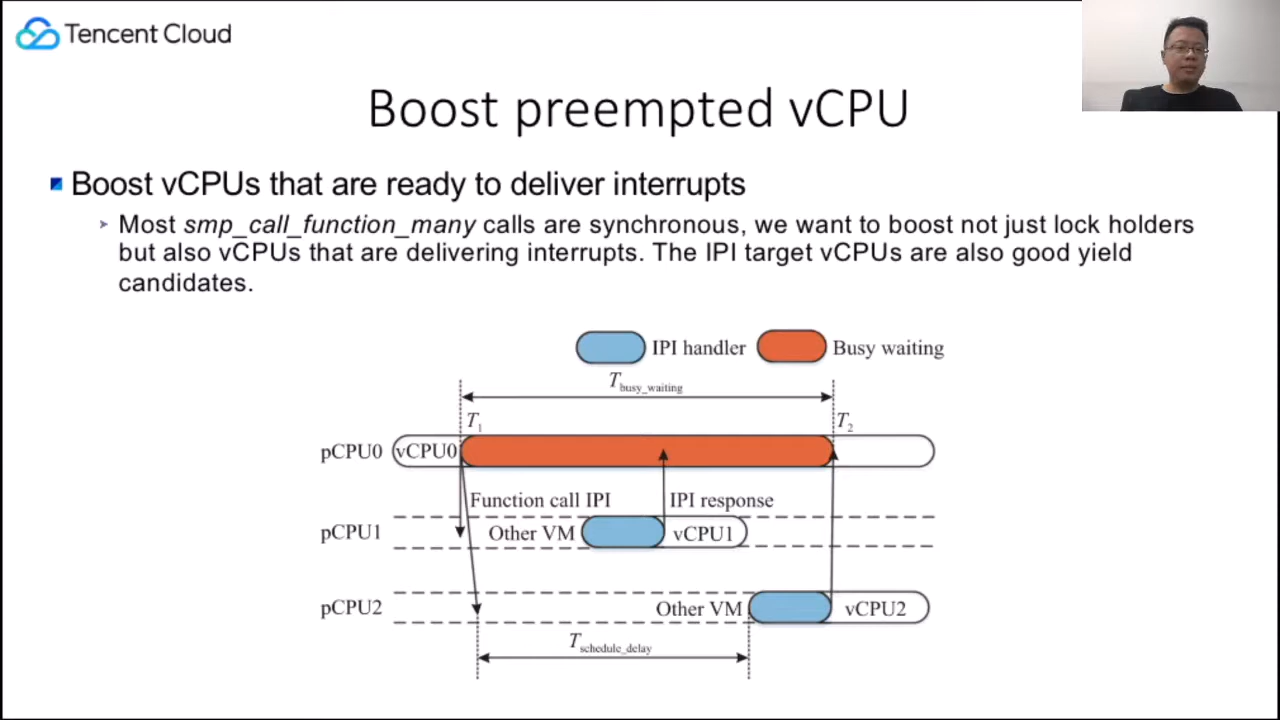 Tencent Cloud
Boost preempted vCPU
Boost vCPUs that are ready to deliver interrupts
Most smp_call_function_many calls are synchronous, we want to boost not just lock holders
but also vCPUs that are delivering interrupts. The IPI target vCPUs are also good yield
candidates.
IPI handler Busy waiting
T busy_waiting
T1 T2
pCPU0 vCPU0
Function call IPI IPI response
pCPU1 Other VM vCPU1
pCPU2 Other VM vCPU2
T schedule_delay